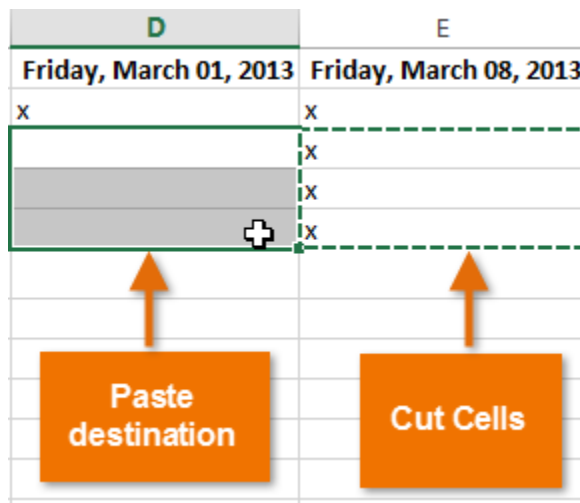 D E
Friday, March 01, 2013 Friday, March 08, 2013
x x
x
x
x
Paste
destination
Cut Cells